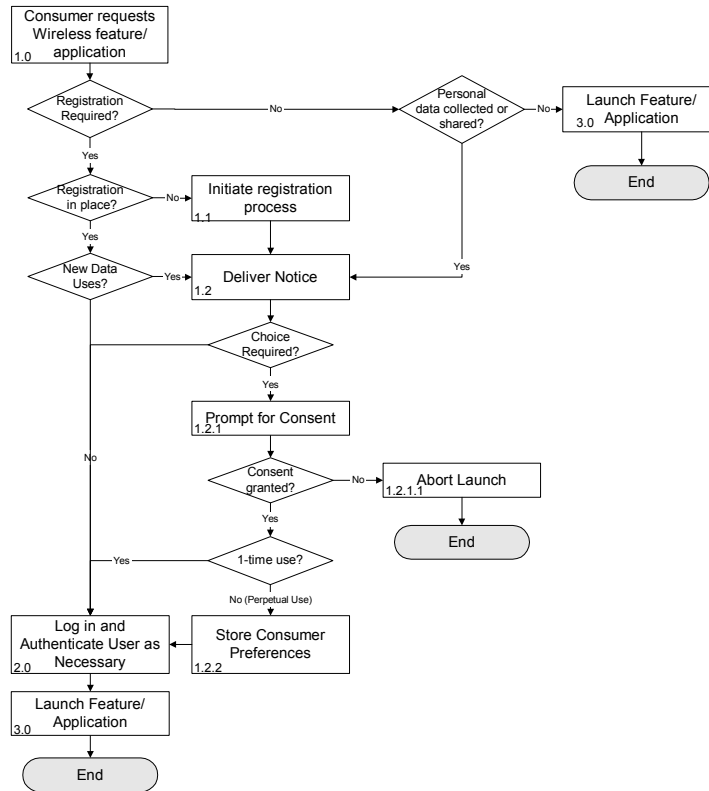 Consumer requests
Wireless feature/
application
1.0
Registration
Required?
No
Personal
data collected or
shared?
No
Launch Feature/
Application
3.0
End
Yes
Registration
in place?
No
Initiate registration
process
1.1
Yes
New Data
Uses?
Yes
Deliver Notice
1.2
Yes
Choice
Required?
Yes
Prompt for Consent
1.2.1
No
Consent
granted?
No
Abort Launch
1.2.1.1
End
Yes
1-time use?
Yes
No (Perpetual Use)
Log in and
Authenticate User as
Necessary
2.0
Store Consumer
Preferences
1.2.2
Launch Feature/
Application
3.0
End